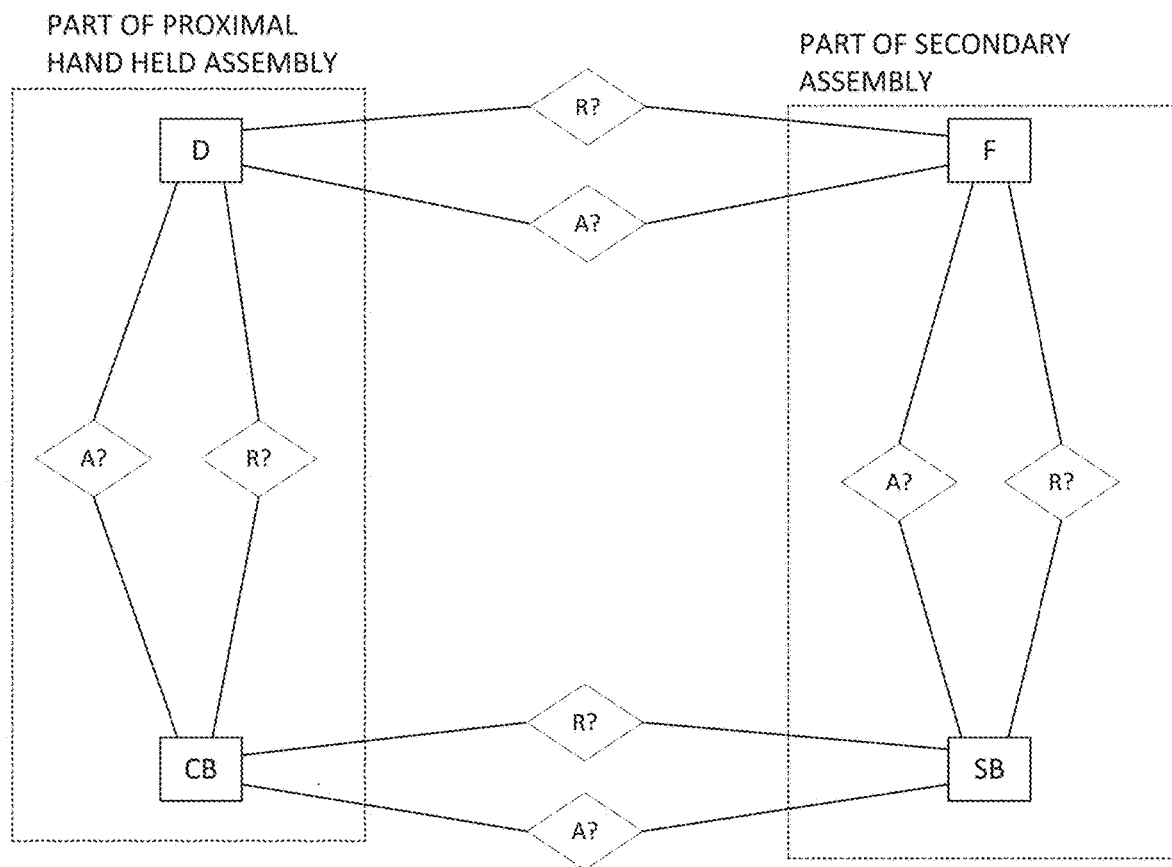 PART OF PROXIMAL
HAND HELD ASSEMBLY
PART OF SECONDARY
ASSEMBLY
R?
D
F
A?
A?
R?
A?
R?
R?
CB
SB
A?